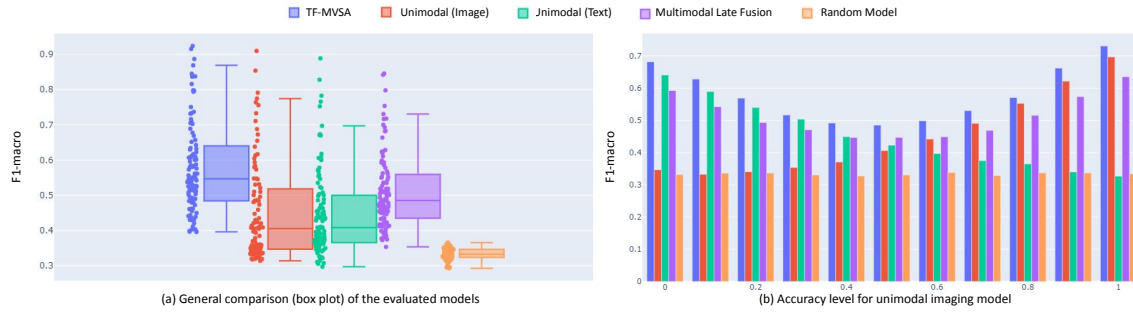 TF-MVSA Unimodal (Image) Jnimodal (Text) Multimodal Late Fusion Random Model
F1-macro
0.9
0.8
0.7
0.6
0.5
0.4
0.3
(a) General comparison (box plot) of the evaluated models
F1-macro
0.7
0.6
0.5
0.4
0.3
0.2
0.1
0
0 0.2 0.4 0.6 0.8 1
(b) Accuracy level for unimodal imaging model